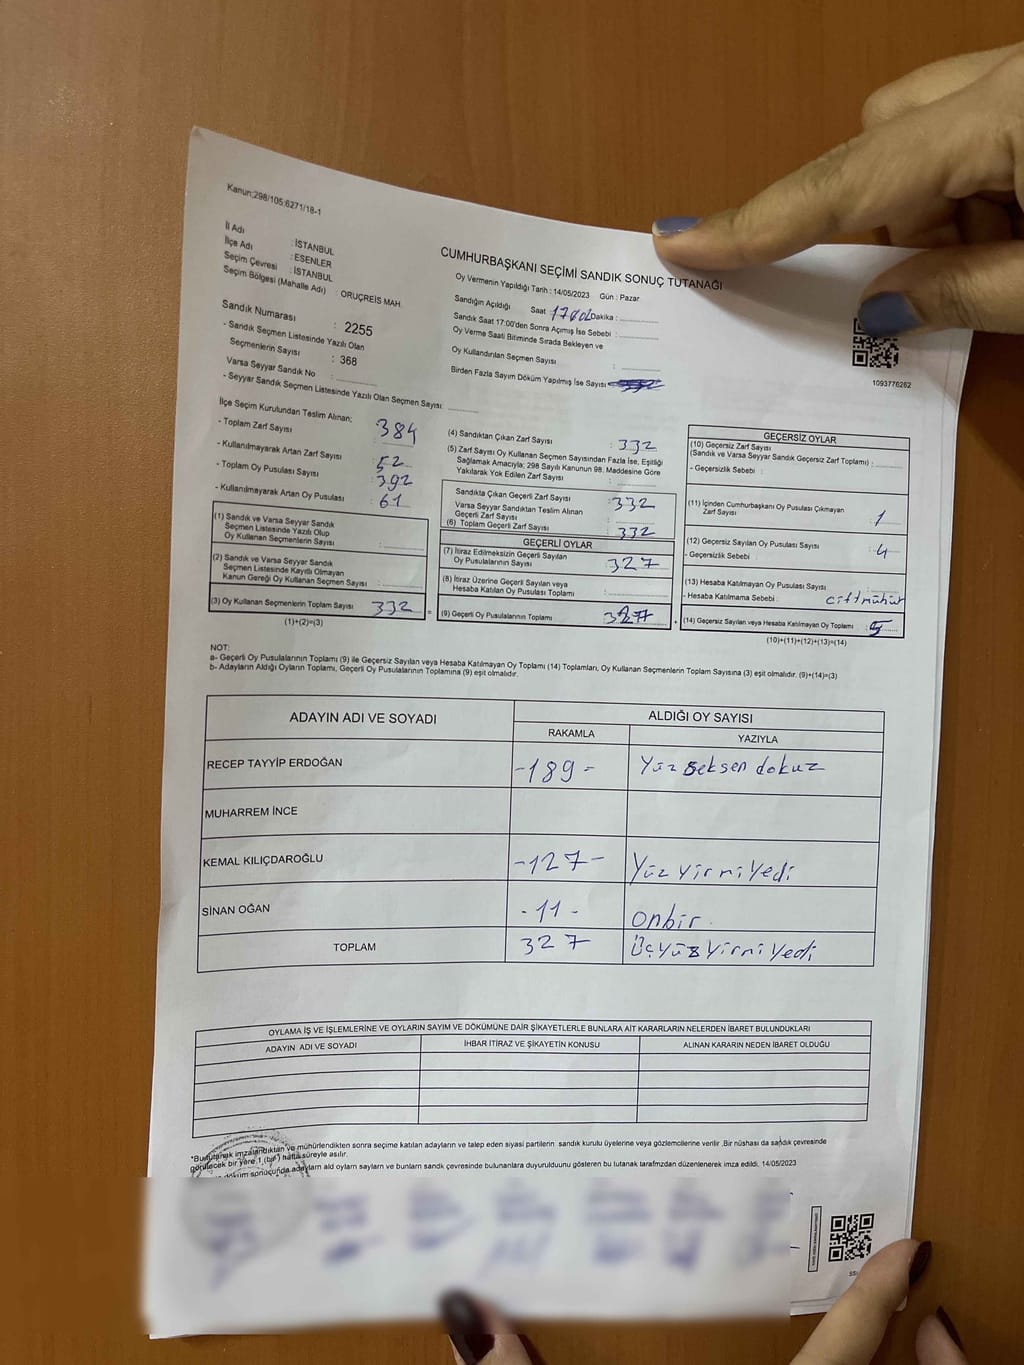 Kanun;298/105;6271/18-1
İl Adı : İSTANBUL
İlçe Adı : ESENLER
Seçim Çevresi : İSTANBUL
Seçim Bölgesi (Mahalle Adı) : ORUÇREİS MAH.
Sandık Numarası : 2255
- Sandık Seçmen Listesinde Yazılı Olan
Seçmenlerin Sayısı : 368
Varsa Seyyar Sandık No :
- Seyyar Sandık Seçmen Listesinde Yazılı Olan Seçmen Sayısı:
CUMHURBAŞKANI SEÇİMİ SANDIK SONUÇ TUTANAĞI
Oy Vermenin Yapıldığı Tarih : 14/05/2023 Gün : Pazar
Sandığın Açıldığı Saat 17:00 Dakika :
Sandık Saat 17:00'den Sonra Açımış İse Sebebi :
Oy Verme Saati Bitiminde Sırada Bekleyen ve
Oy Kullandırılan Seçmen Sayısı :
Birden Fazla Sayım Döküm Yapılmış İse Sayısı
1093776262
İlçe Seçim Kurulundan Teslim Alınan;
- Toplam Zarf Sayısı : 384
- Kullanılmayarak Artan Zarf Sayısı : 52
- Toplam Oy Pusulası Sayısı : 392
- Kullanılmayarak Artan Oy Pusulası : 61
(1) Sandık ve Varsa Seyyar Sandık
Seçmen Listesinde Yazılı Olup
Oy Kullanan Seçmenlerin Sayısı :
(2) Sandık ve Varsa Seyyar Sandık
Seçmen Listesinde Kayıtlı Olmayan
Kanun Gereği Oy Kullanan Seçmen Sayısı :
(3) Oy Kullanan Seçmenlerin Toplam Sayısı 332 =
(1)+(2)=(3)
(4) Sandıktan Çıkan Zarf Sayısı : 332
(5) Zarf Sayısı Oy Kullanan Seçmen Sayısından Fazla İse, Eşitliği
Sağlamak Amacıyla; 298 Sayılı Kanunun 98. Maddesine Göre
Yakılarak Yok Edilen Zarf Sayısı :
Sandıkta Çıkan Geçerli Zarf Sayısı : 332
Varsa Seyyar Sandıktan Teslim Alınan
Geçerli Zarf Sayısı :
(6) Toplam Geçerli Zarf Sayısı : 332
GEÇERLİ OYLAR
(7) İtiraz Edilmeksizin Geçerli Sayılan
Oy Pusulalarının Sayısı : 327
(8) İtiraz Üzerine Geçerli Sayılan veya
Hesaba Katılan Oy Pusulası Toplamı :
(9) Geçerli Oy Pusulalarının Toplamı : 327 +
GEÇERSİZ OYLAR
(10) Geçersiz Zarf Sayısı
(Sandık ve Varsa Seyyar Sandık Geçersiz Zarf Toplamı) :
- Geçersizlik Sebebi :
(11) İçinden Cumhurbaşkanı Oy Pusulası Çıkmayan
Zarf Sayısı : 1
(12) Geçersiz Sayılan Oy Pusulası Sayısı : 4
- Geçersizlik Sebebi :
(13) Hesaba Katılmayan Oy Pusulası Sayısı :
- Hesaba Katılmama Sebebi : çift mühür
(14) Geçersiz Sayılan veya Hesaba Katılmayan Oy Toplamı : 5
(10)+(11)+(12)+(13)=(14)
NOT:
a- Geçerli Oy Pusulalarının Toplamı (9) ile Geçersiz Sayılan veya Hesaba Katılmayan Oy Toplamı (14) Toplamları, Oy Kullanan Seçmenlerin Toplam Sayısına (3) eşit olmalıdır. (9)+(14)=(3)
b- Adayların Aldığı Oyların Toplamı, Geçerli Oy Pusulalarının Toplamına (9) eşit olmalıdır.
ADAYIN ADI VE SOYADI ALDIĞI OY SAYISI
RAKAMLA YAZIYLA
RECEP TAYYİP ERDOĞAN -189- Yüz seksen dokuz
MUHARREM İNCE
KEMAL KILIÇDAROĞLU -127- Yüz Yirmi Yedi
SİNAN OĞAN -11- onbir.
TOPLAM 327 Üçyüz Yirmi Yedi
OYLAMA İŞ VE İŞLEMLERİNE VE OYLARIN SAYIM VE DÖKÜMÜNE DAİR ŞİKAYETLERLE BUNLARA AİT KARARLARIN NELERDEN İBARET BULUNDUKLARI
ADAYIN ADI VE SOYADI İHBAR İTİRAZ VE ŞİKAYETİN KONUSU ALINAN KARARIN NEDEN İBARET OLDUĞU
*Bu tutanak imzalandıktan ve mühürlendikten sonra seçime katılan adayların ve talep eden siyasi partilerin sandık kurulu üyelerine veya gözlemcilerine verilir. Bir nüshası da sandık çevresinde
görülecek bir yere 1 (bir) hafta süreyle asılır.
döküm sonucunda adayların ald oyların sayları ve bunların sandık çevresinde bulunanlara duyurulduunu gösteren bu tutanak tarafımızdan düzenlenerek imza edildi. 14/05/2023